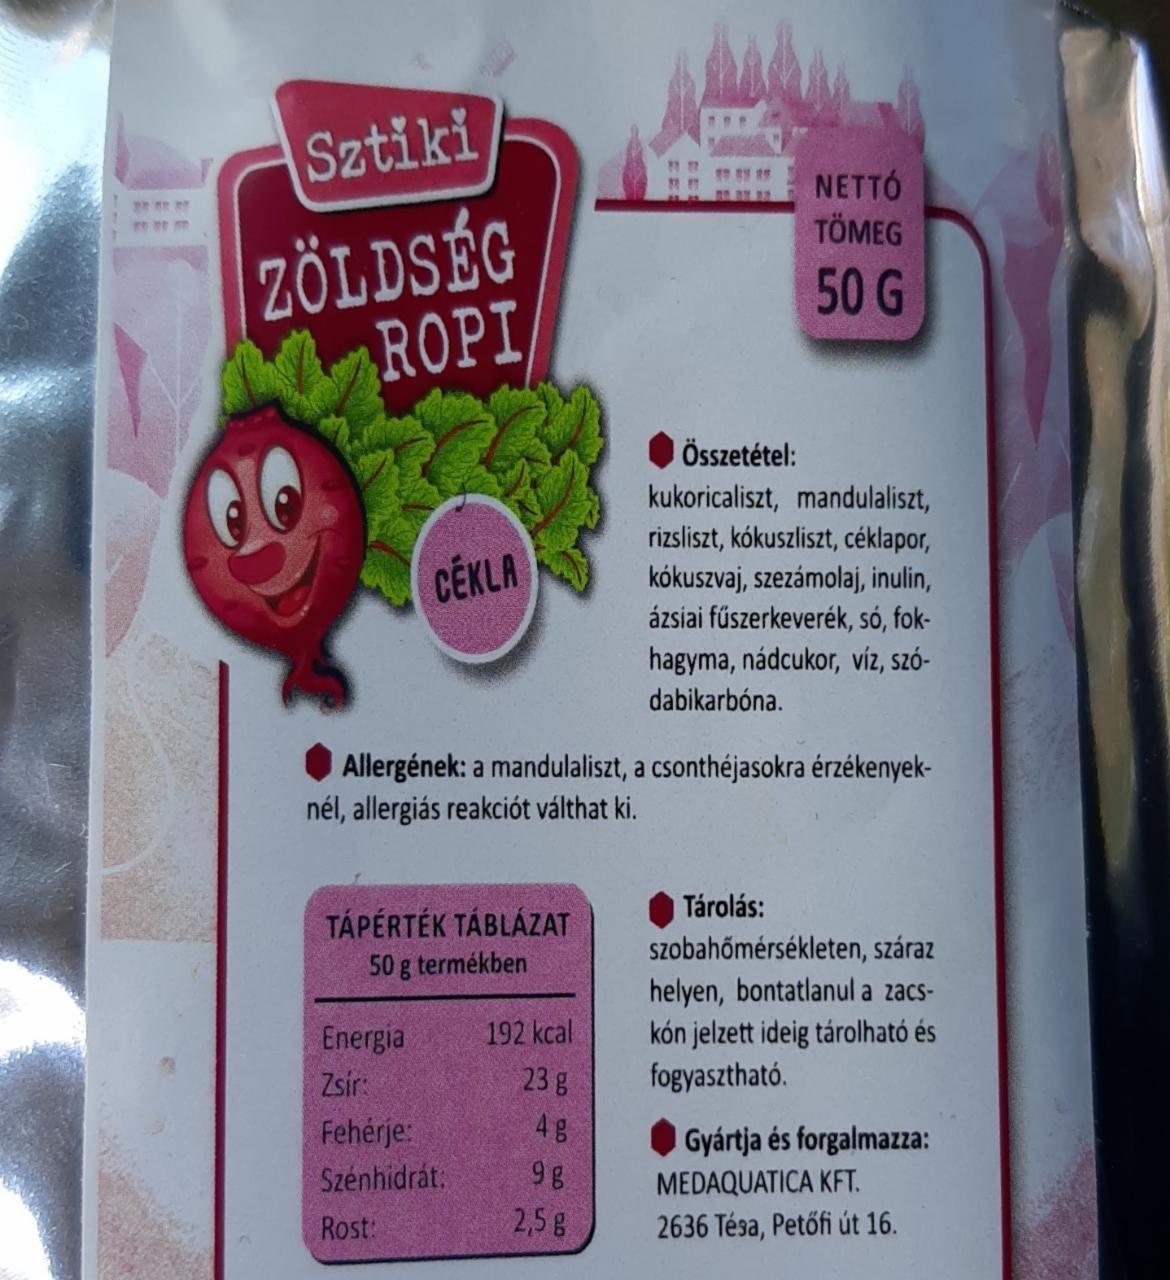 Sztiki
ZÖLDSÉG
ROPI
CÉKLA
NETTÓ
TÖMEG
50 G
Összetétel:
kukoricaliszt, mandulaliszt,
rizsliszt, kókuszliszt, céklapor,
kókuszvaj, szezámolaj, inulin,
ázsiai fűszerkeverék, só, fok-
hagyma, nádcukor, víz, szó-
dabikarbóna.
Allergének: a mandulaliszt, a csonthéjasokra érzékenyek-
nél, allergiás reakciót válthat ki.
TÁPÉRTÉK TÁBLÁZAT
50 g termékben
Energia 192 kcal
Zsír: 23 g
Fehérje: 4 g
Szénhidrát: 9 g
Rost: 2,5 g
Tárolás:
szobahőmérsékleten, száraz
helyen, bontatlanul a zacs-
kón jelzett ideig tárolható és
fogyasztható.
Gyártja és forgalmazza:
MEDAQUATICA KFT.
2636 Tésa, Petőfi út 16.